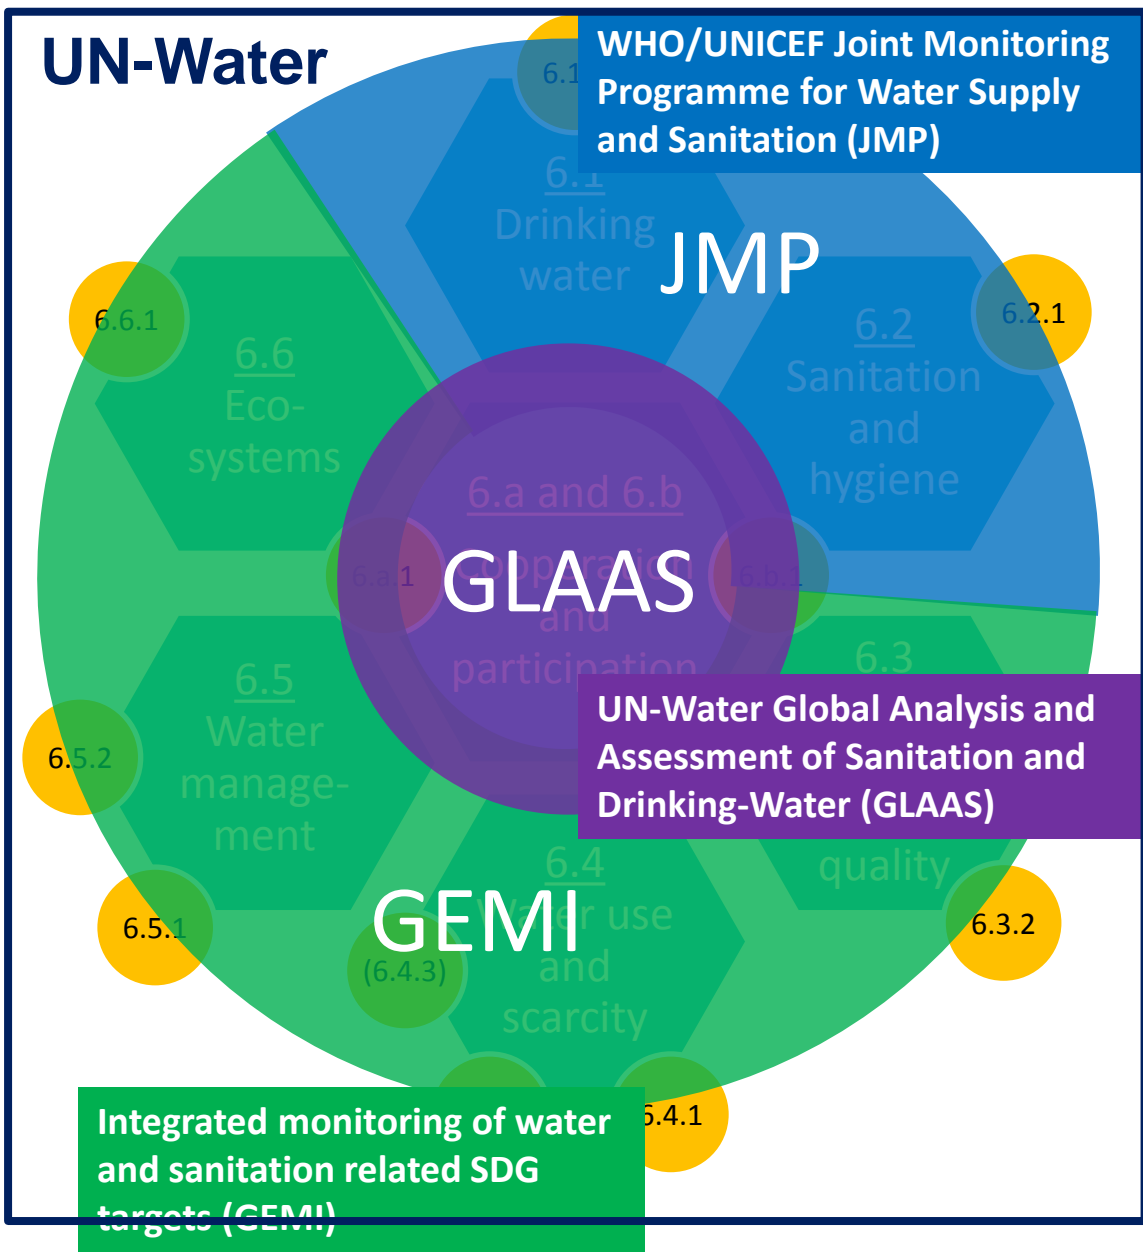 UN-Water
WHO/UNICEF Joint Monitoring
Programme for Water Supply
and Sanitation (JMP)
6.1
Drinking
water
JMP
6.2.1
6.2
Sanitation
and
hygiene
6.6.1
6.6
Eco-
systems
6.a and 6.b
Cooperation
and
participation
6.a.1
GLAAS
6.b.1
6.3
quality
UN-Water Global Analysis and
Assessment of Sanitation and
Drinking-Water (GLAAS)
6.5
Water
manage-
ment
6.5.2
6.5.1
6.4
Water use
and
scarcity
GEMI
(6.4.3)
6.3.2
6.4.1
Integrated monitoring of water
and sanitation related SDG
targets (GEMI)